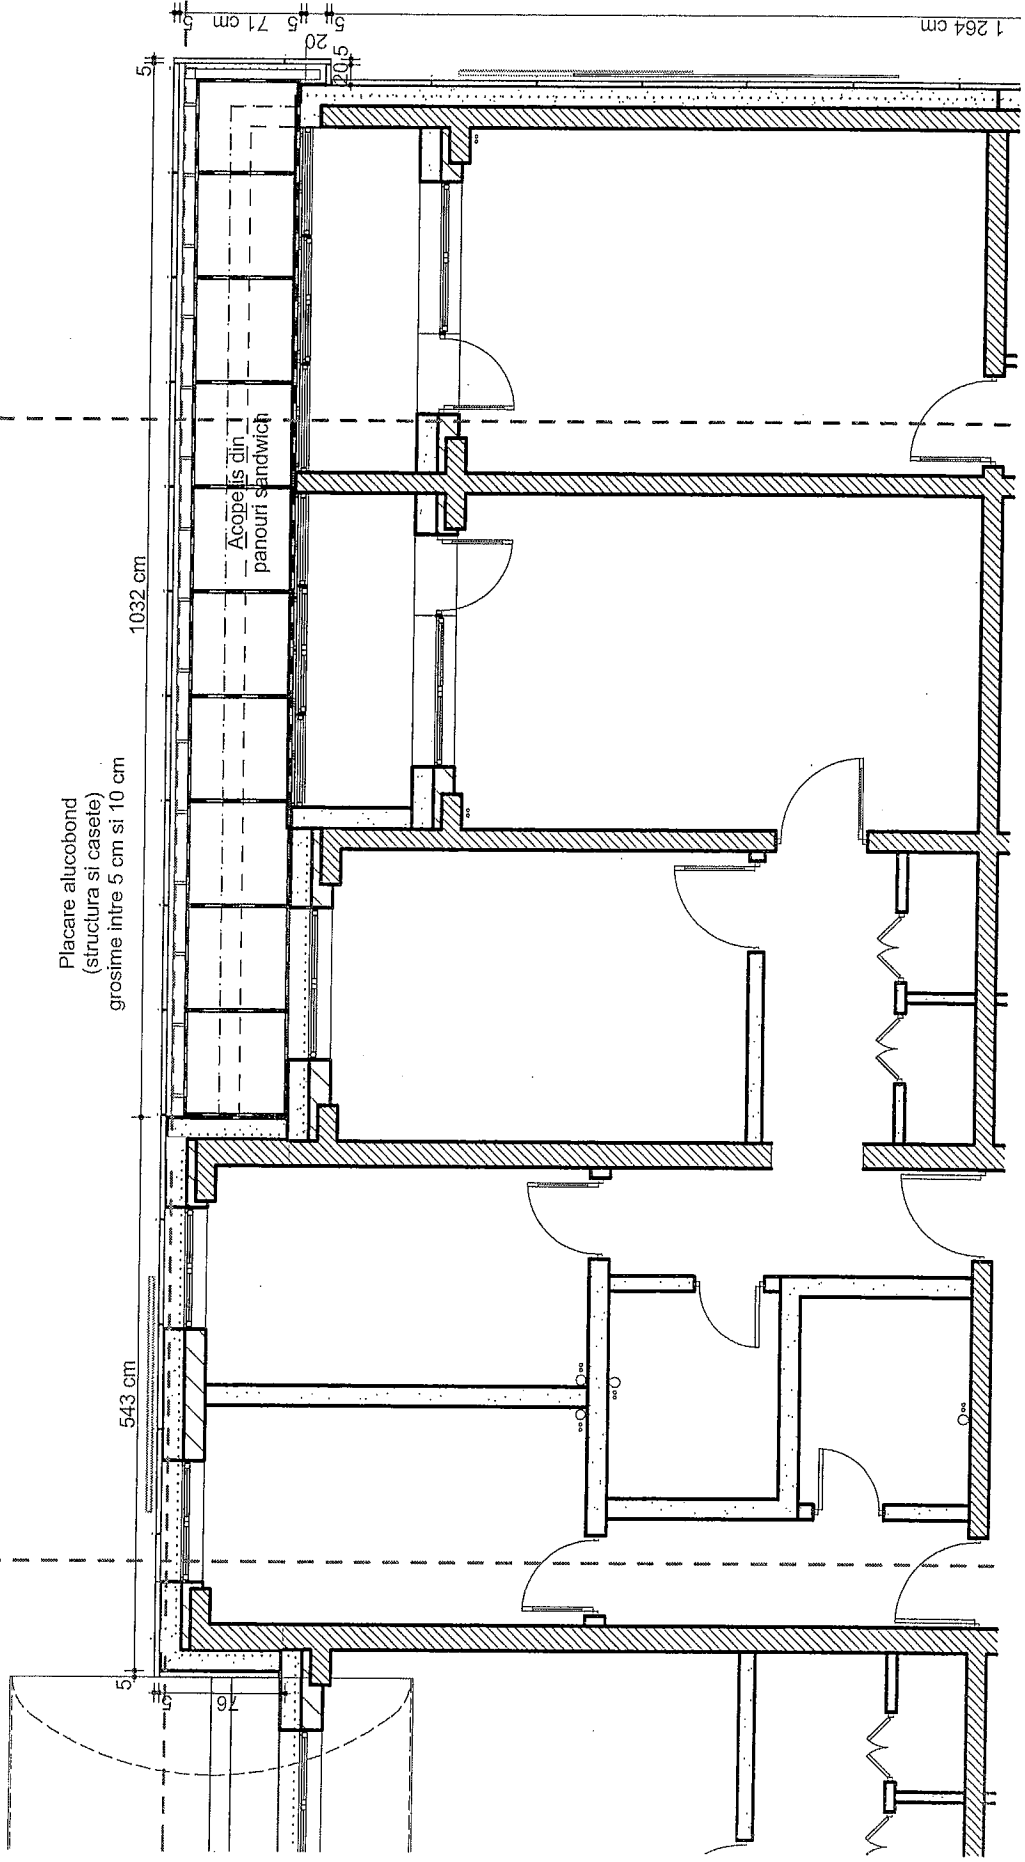 5
71 cm
5
5
1 264 cm
20
5
20,5
1032 cm
Acoperis din
panouri sandwich
Placare alucobond
(structura si casete)
grosime intre 5 cm si 10 cm
543 cm
5
5
76